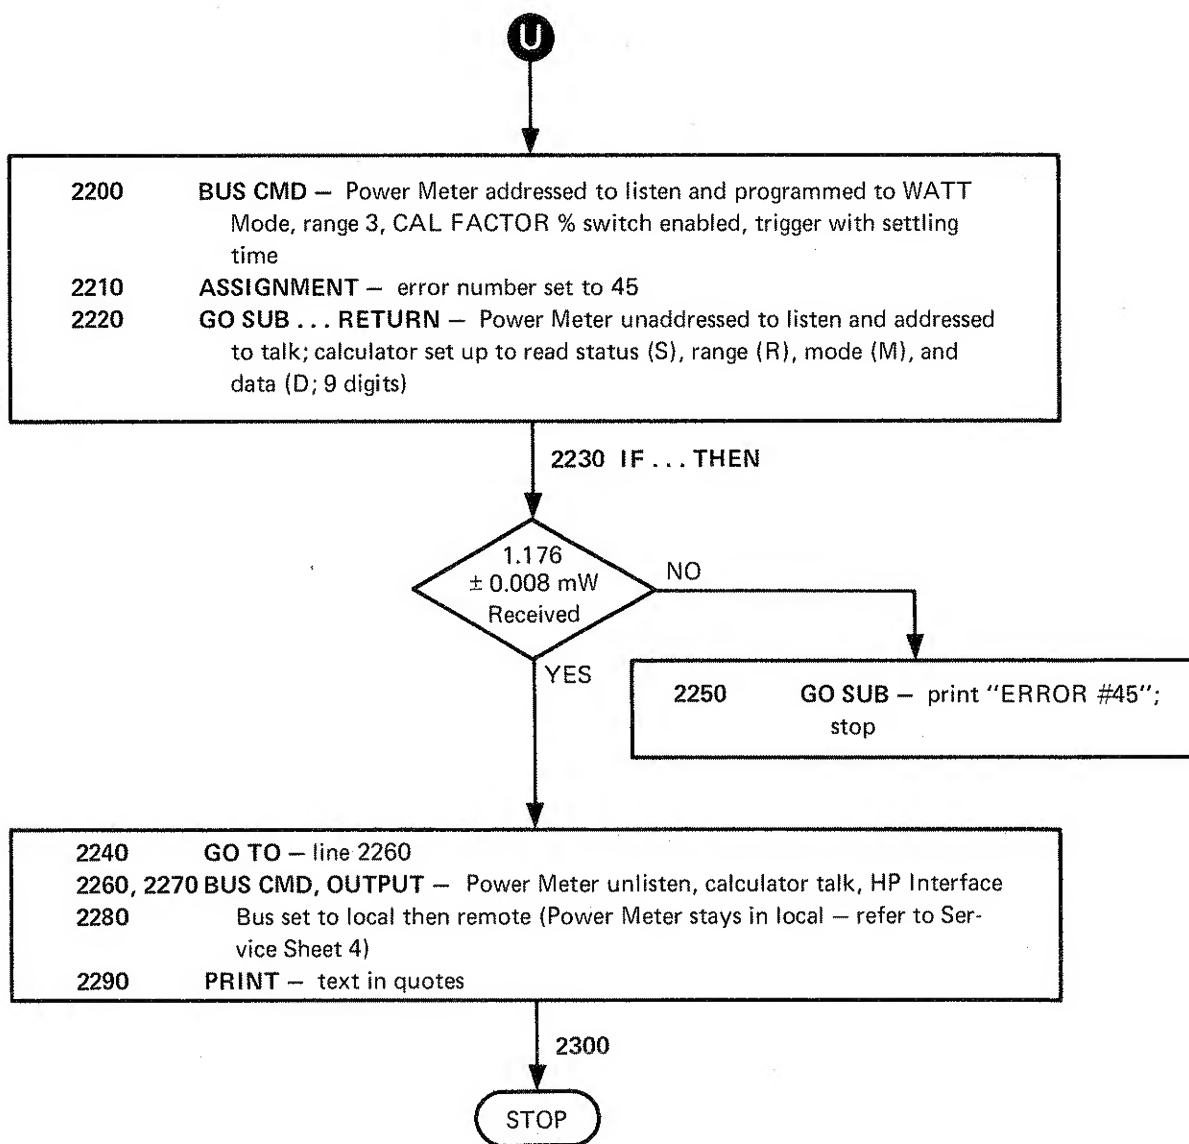 U
2200 BUS CMD – Power Meter addressed to listen and programmed to WATT
Mode, range 3, CAL FACTOR % switch enabled, trigger with settling
time
2210 ASSIGNMENT – error number set to 45
2220 GO SUB . . . RETURN – Power Meter unaddressed to listen and addressed
to talk; calculator set up to read status (S), range (R), mode (M), and
data (D; 9 digits)
2230 IF . . . THEN
1.176
± 0.008 mW
Received
NO
YES
2250 GO SUB – print "ERROR #45";
stop
2240 GO TO – line 2260
2260, 2270 BUS CMD, OUTPUT – Power Meter unlisten, calculator talk, HP Interface
2280 Bus set to local then remote (Power Meter stays in local – refer to Ser-
vice Sheet 4)
2290 PRINT – text in quotes
2300
STOP